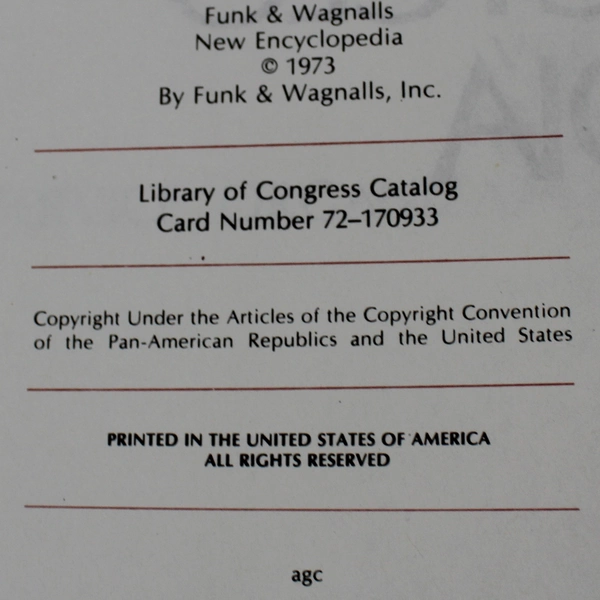 Funk & Wagnalls
New Encyclopedia
© 1973
By Funk & Wagnalls, Inc.
Library of Congress Catalog
Card Number 72–170933
Copyright Under the Articles of the Copyright Convention
of the Pan-American Republics and the United States
PRINTED IN THE UNITED STATES OF AMERICA
ALL RIGHTS RESERVED
agc